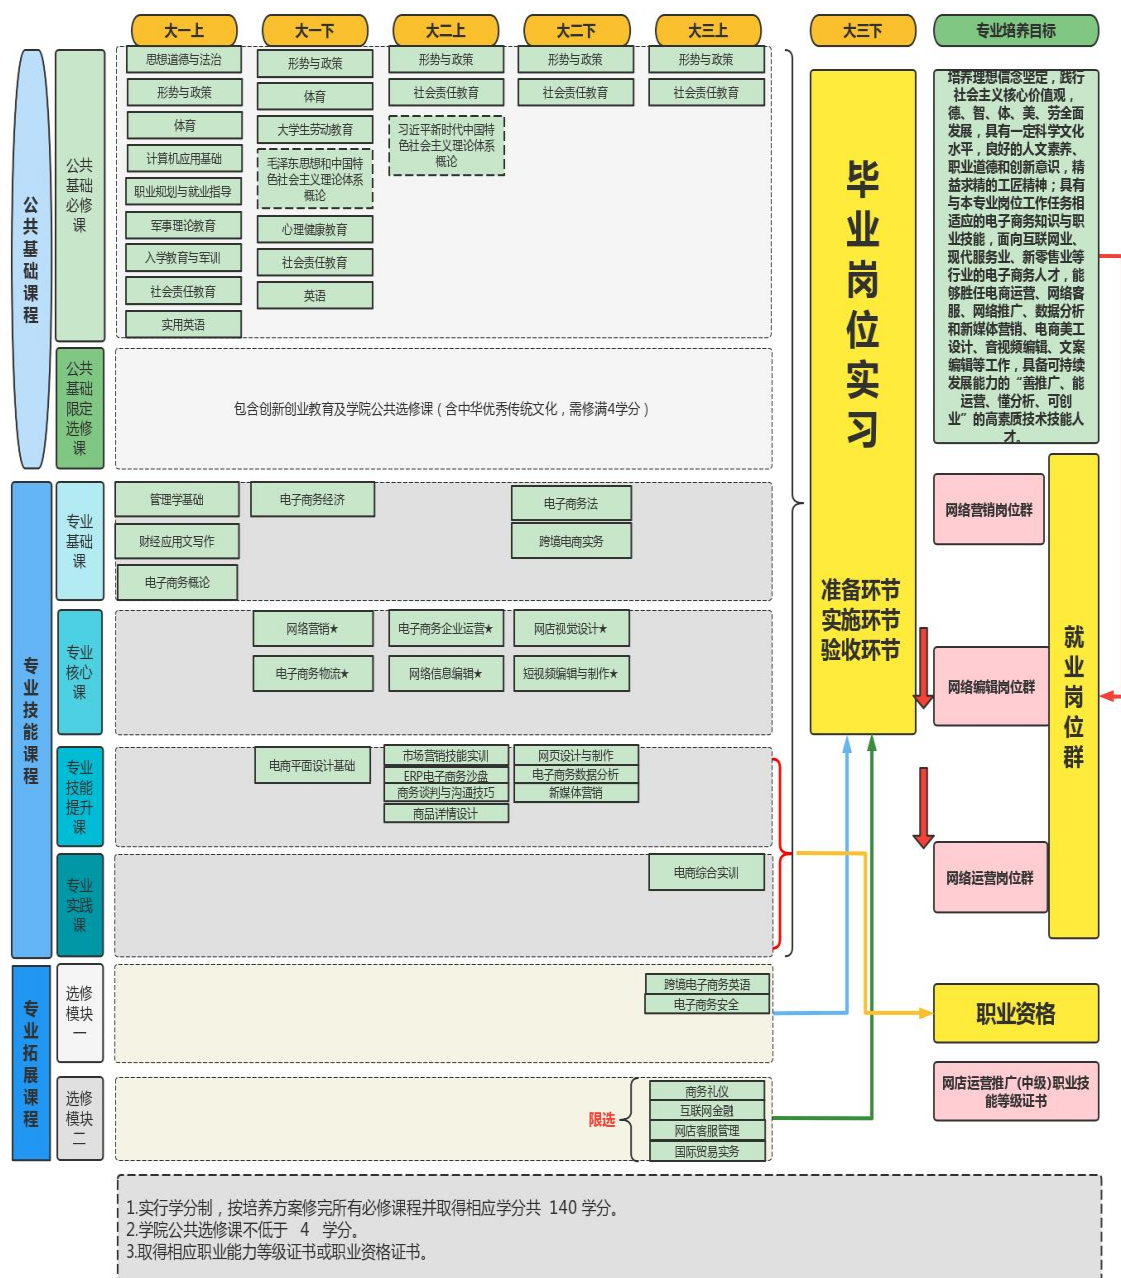 大一上
大一下
大二上
大二下
大三上
大三下
专业培养目标
公共基础课程
公共
基础
必修
课
思想道德与法治
形势与政策
体育
计算机应用基础
职业规划与就业指导
军事理论教育
入学教育与军训
社会责任教育
实用英语
形势与政策
体育
大学生劳动教育
毛泽东思想和中国特
色社会主义理论体系
概论
心理健康教育
社会责任教育
英语
形势与政策
社会责任教育
习近平新时代中国特
色社会主义理论体系
概论
形势与政策
社会责任教育
形势与政策
社会责任教育
公共
基础
限定
选修
课
包含创新创业教育及学院公共选修课（含中华优秀传统文化，需修满4学分）
专业技能课程
专业
基础
课
管理学基础
财经应用文写作
电子商务概论
电子商务经济
电子商务法
跨境电商实务
专业
核心
课
网络营销★
电子商务物流★
电子商务企业运营★
网络信息编辑★
网店视觉设计★
短视频编辑与制作★
专业
技能
提升
课
电商平面设计基础
市场营销技能实训
ERP电子商务沙盘
商务谈判与沟通技巧
商品详情设计
网页设计与制作
电子商务数据分析
新媒体营销
专业
实践
课
电商综合实训
专业拓展课程
选修
模块
一
跨境电子商务英语
电子商务安全
选修
模块
二
限选
商务礼仪
互联网金融
网店客服管理
国际贸易实务
毕业岗位实习
准备环节
实施环节
验收环节
培养理想信念坚定，践行
社会主义核心价值观，
德、智、体、美、劳全面
发展，具有一定科学文化
水平，良好的人文素养、
职业道德和创新意识，精
益求精的工匠精神；具有
与本专业岗位工作任务相
适应的电子商务知识与职
业技能，面向互联网业、
现代服务业、新零售业等
行业的电子商务人才，能
够胜任电商运营、网络客
服、网络推广、数据分析
和新媒体营销、电商美工
设计、音视频编辑、文案
编辑等工作，具备可持续
发展能力的“善推广、能
运营、懂分析、可创
业”的高素质技术技能人
才。
网络营销岗位群
网络编辑岗位群
网络运营岗位群
就业岗位群
职业资格
网店运营推广(中级)职业技
能等级证书
1.实行学分制，按培养方案修完所有必修课程并取得相应学分共 140 学分。
2.学院公共选修课不低于 4 学分。
3.取得相应职业能力等级证书或职业资格证书。